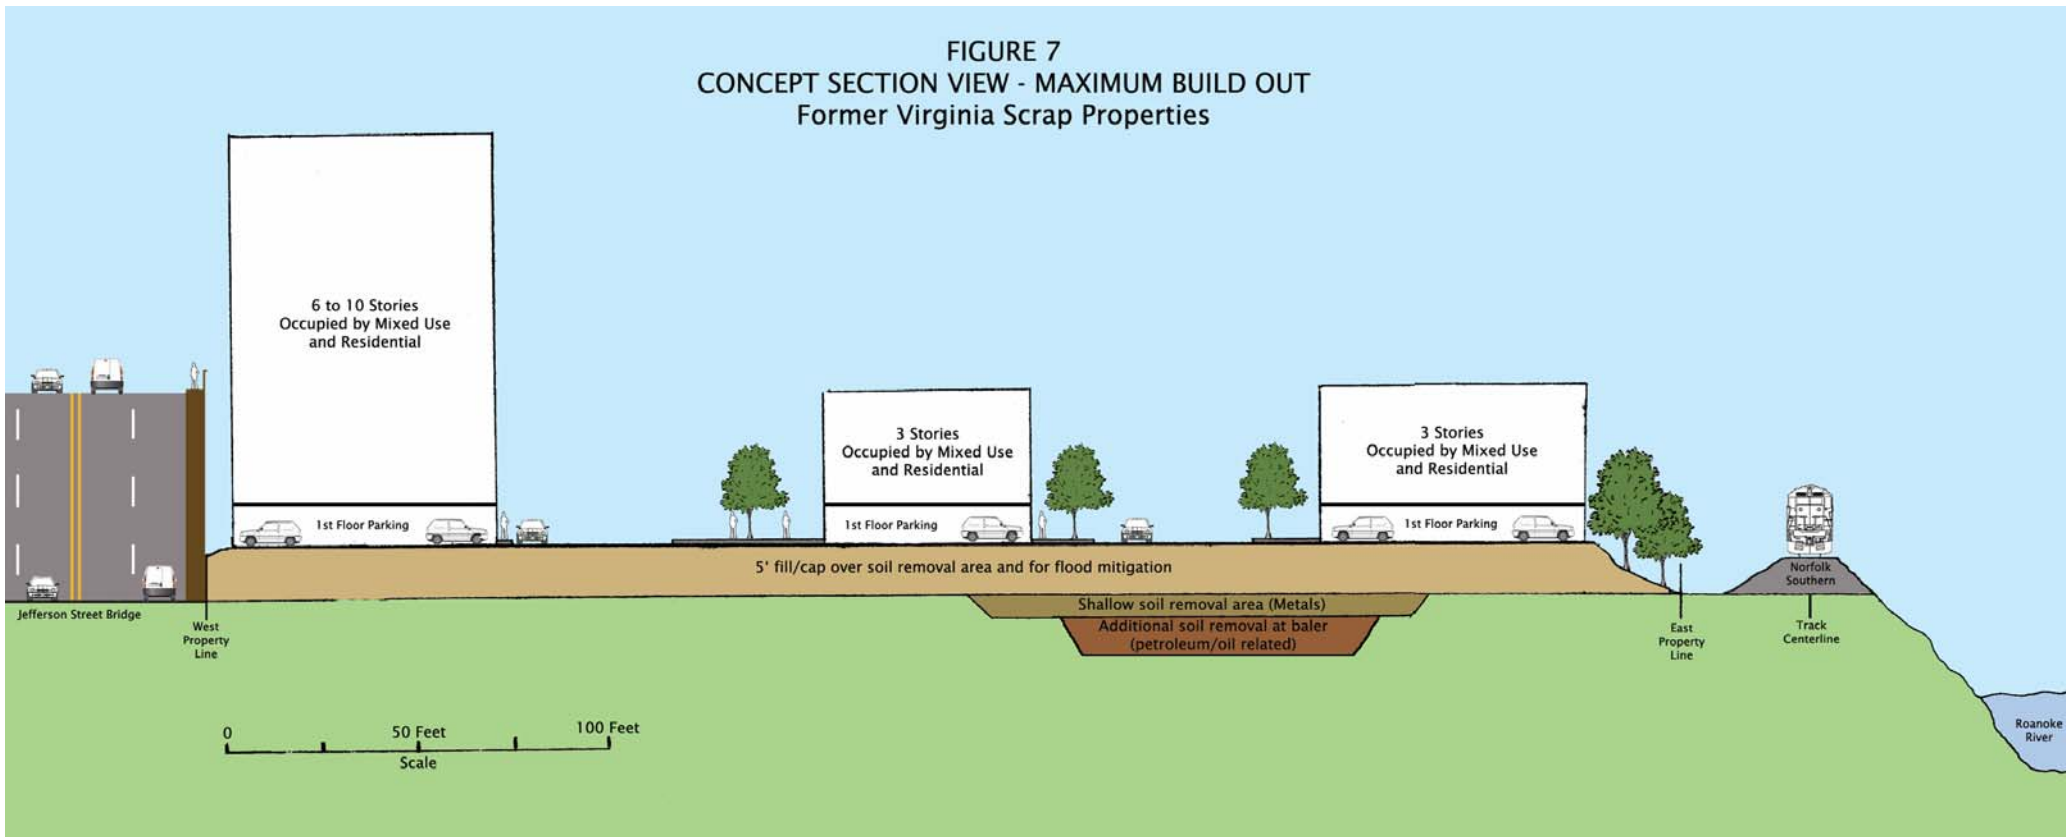 FIGURE 7
CONCEPT SECTION VIEW - MAXIMUM BUILD OUT
Former Virginia Scrap Properties
6 to 10 Stories
Occupied by Mixed Use
and Residential
3 Stories
Occupied by Mixed Use
and Residential
3 Stories
Occupied by Mixed Use
and Residential
1st Floor Parking
1st Floor Parking
1st Floor Parking
5' fill/cap over soil removal area and for flood mitigation
Norfolk
Southern
Shallow soil removal area (Metals)
Additional soil removal at baler
(petroleum/oil related)
Jefferson Street Bridge
West
Property
Line
East
Property
Line
Track
Centerline
Roanoke
River
0 50 Feet 100 Feet
Scale